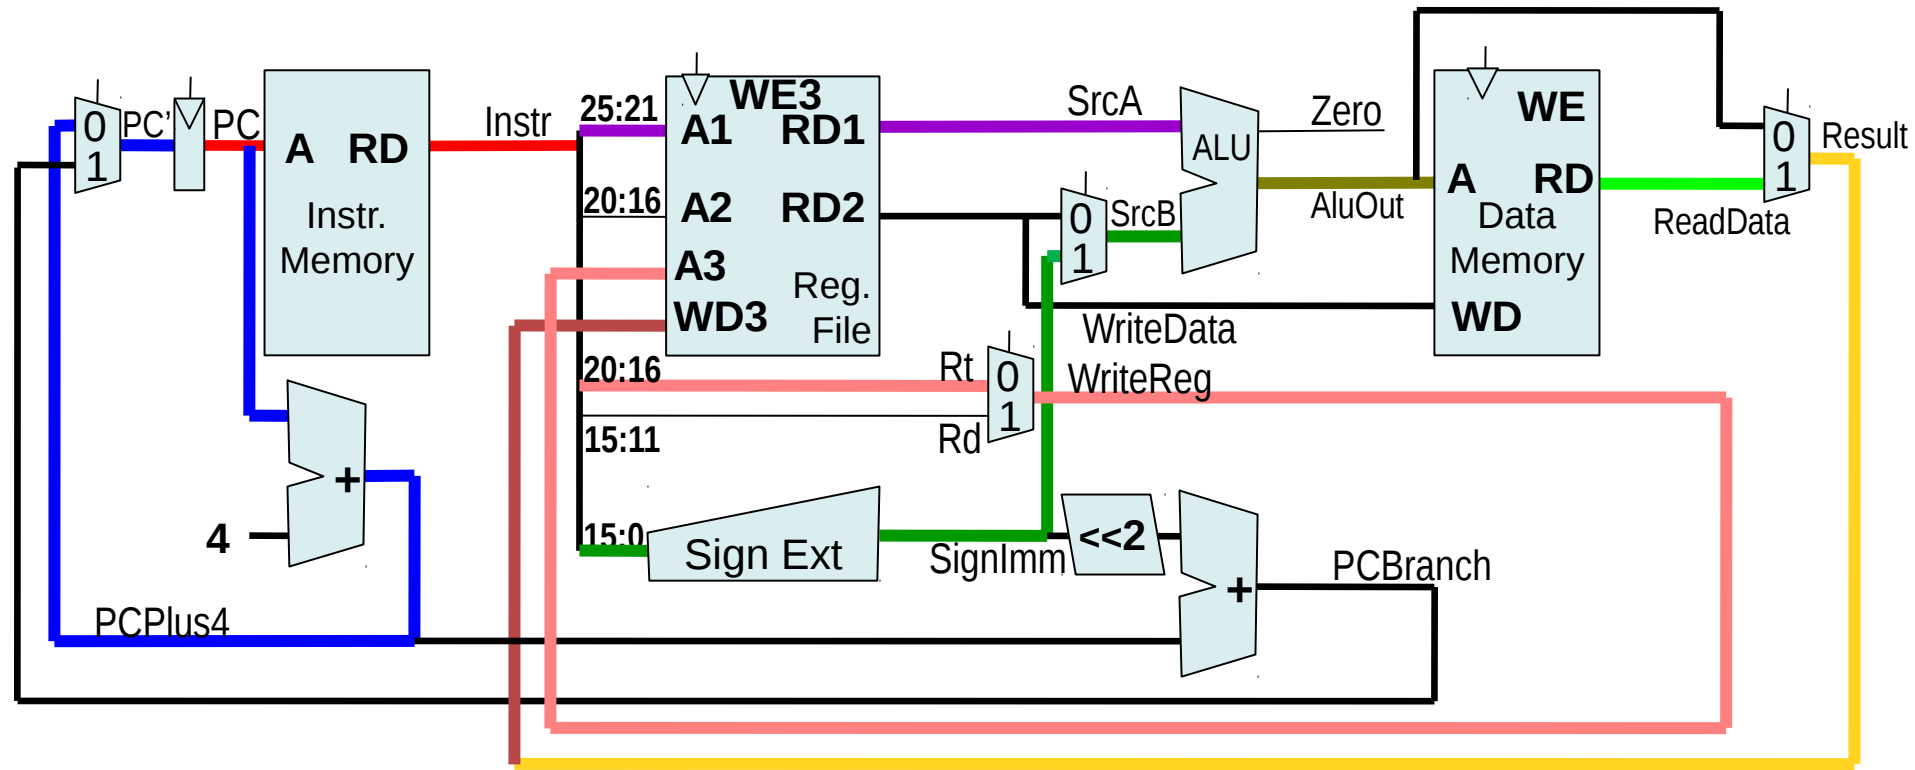 0
1
PC'
PC
A RD
Instr.
Memory
Instr
25:21
20:16
WE3
A1 RD1
A2 RD2
A3
WD3
Reg.
File
SrcA
ALU
Zero
0
1
SrcB
AluOut
WE
A RD
Data
Memory
WD
ReadData
0
1
Result
WriteData
WriteReg
20:16
Rt
0
1
Rd
15:11
+
4
15:0
Sign Ext
SignImm
<<2
+
PCBranch
PCPlus4